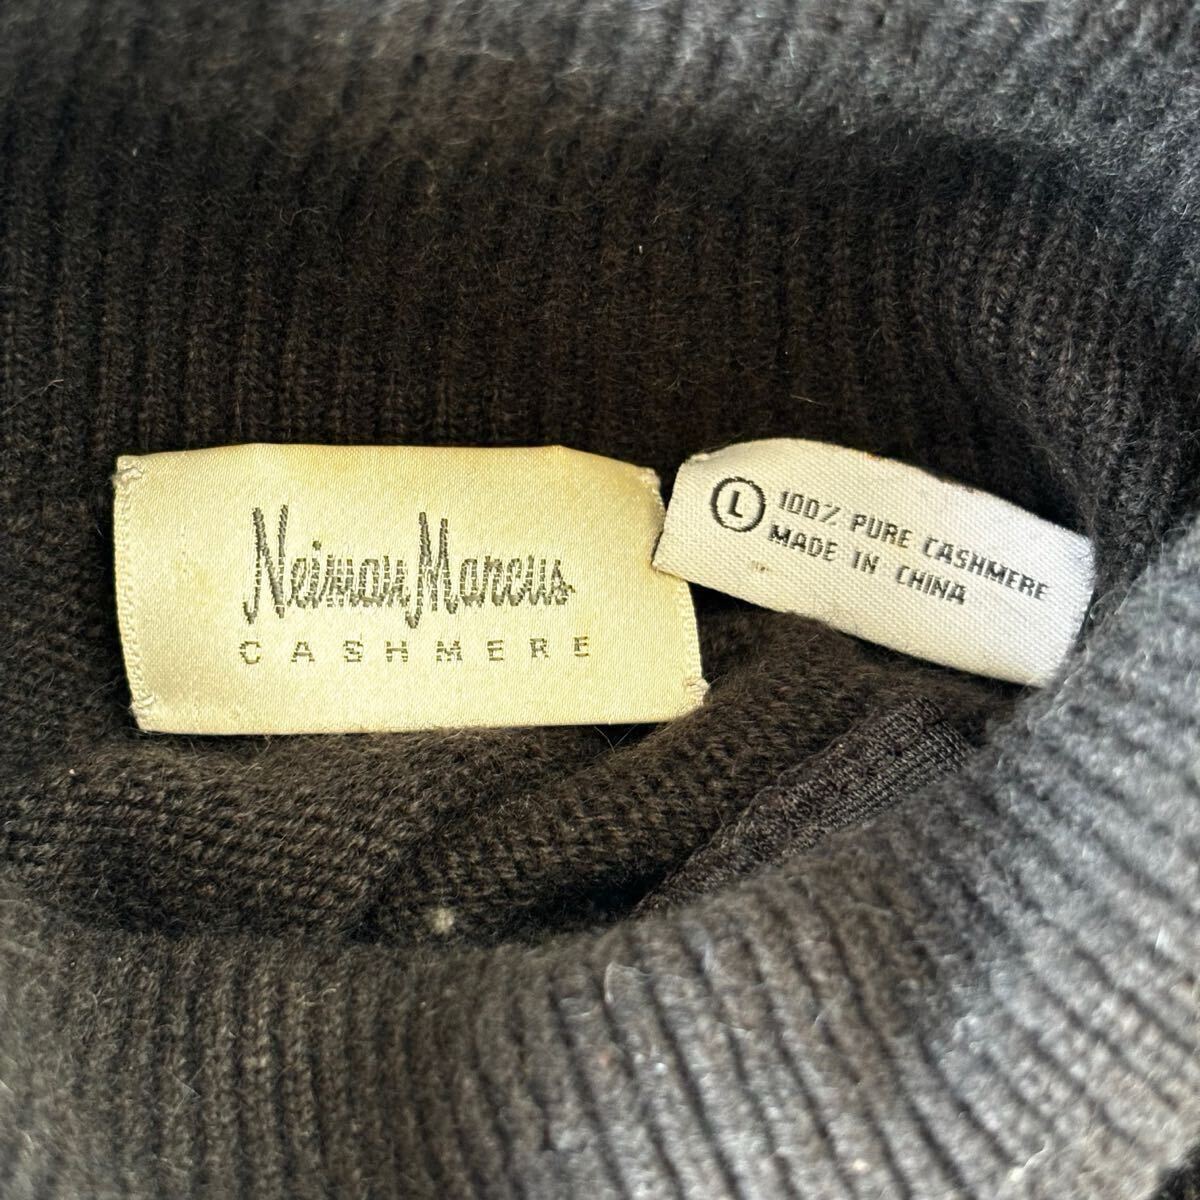 Neiman Marcus
CASHMERE
L 100% PURE CASHMERE
MADE IN CHINA